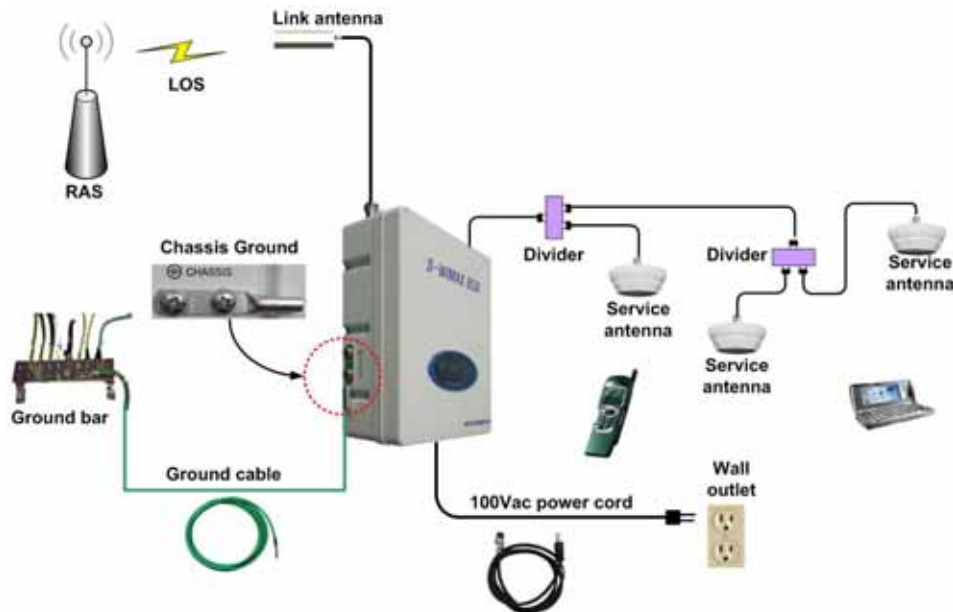 Link antenna
LOS
RAS
Chassis Ground
CHASSIS
Divider
Divider
Service
antenna
Service
antenna
Service
antenna
Ground bar
Ground cable
100Vac power cord
Wall
outlet